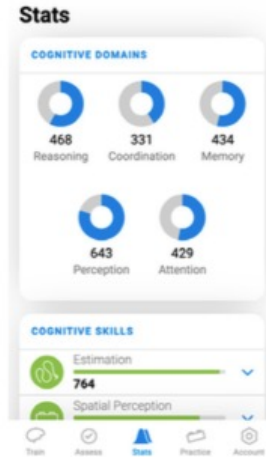 Stats
COGNITIVE DOMAINS
468 331 434
Reasoning Coordination Memory
643 429
Perception Attention
COGNITIVE SKILLS
Estimation
764
Spatial Perception
Train Assess Stats Practice Account